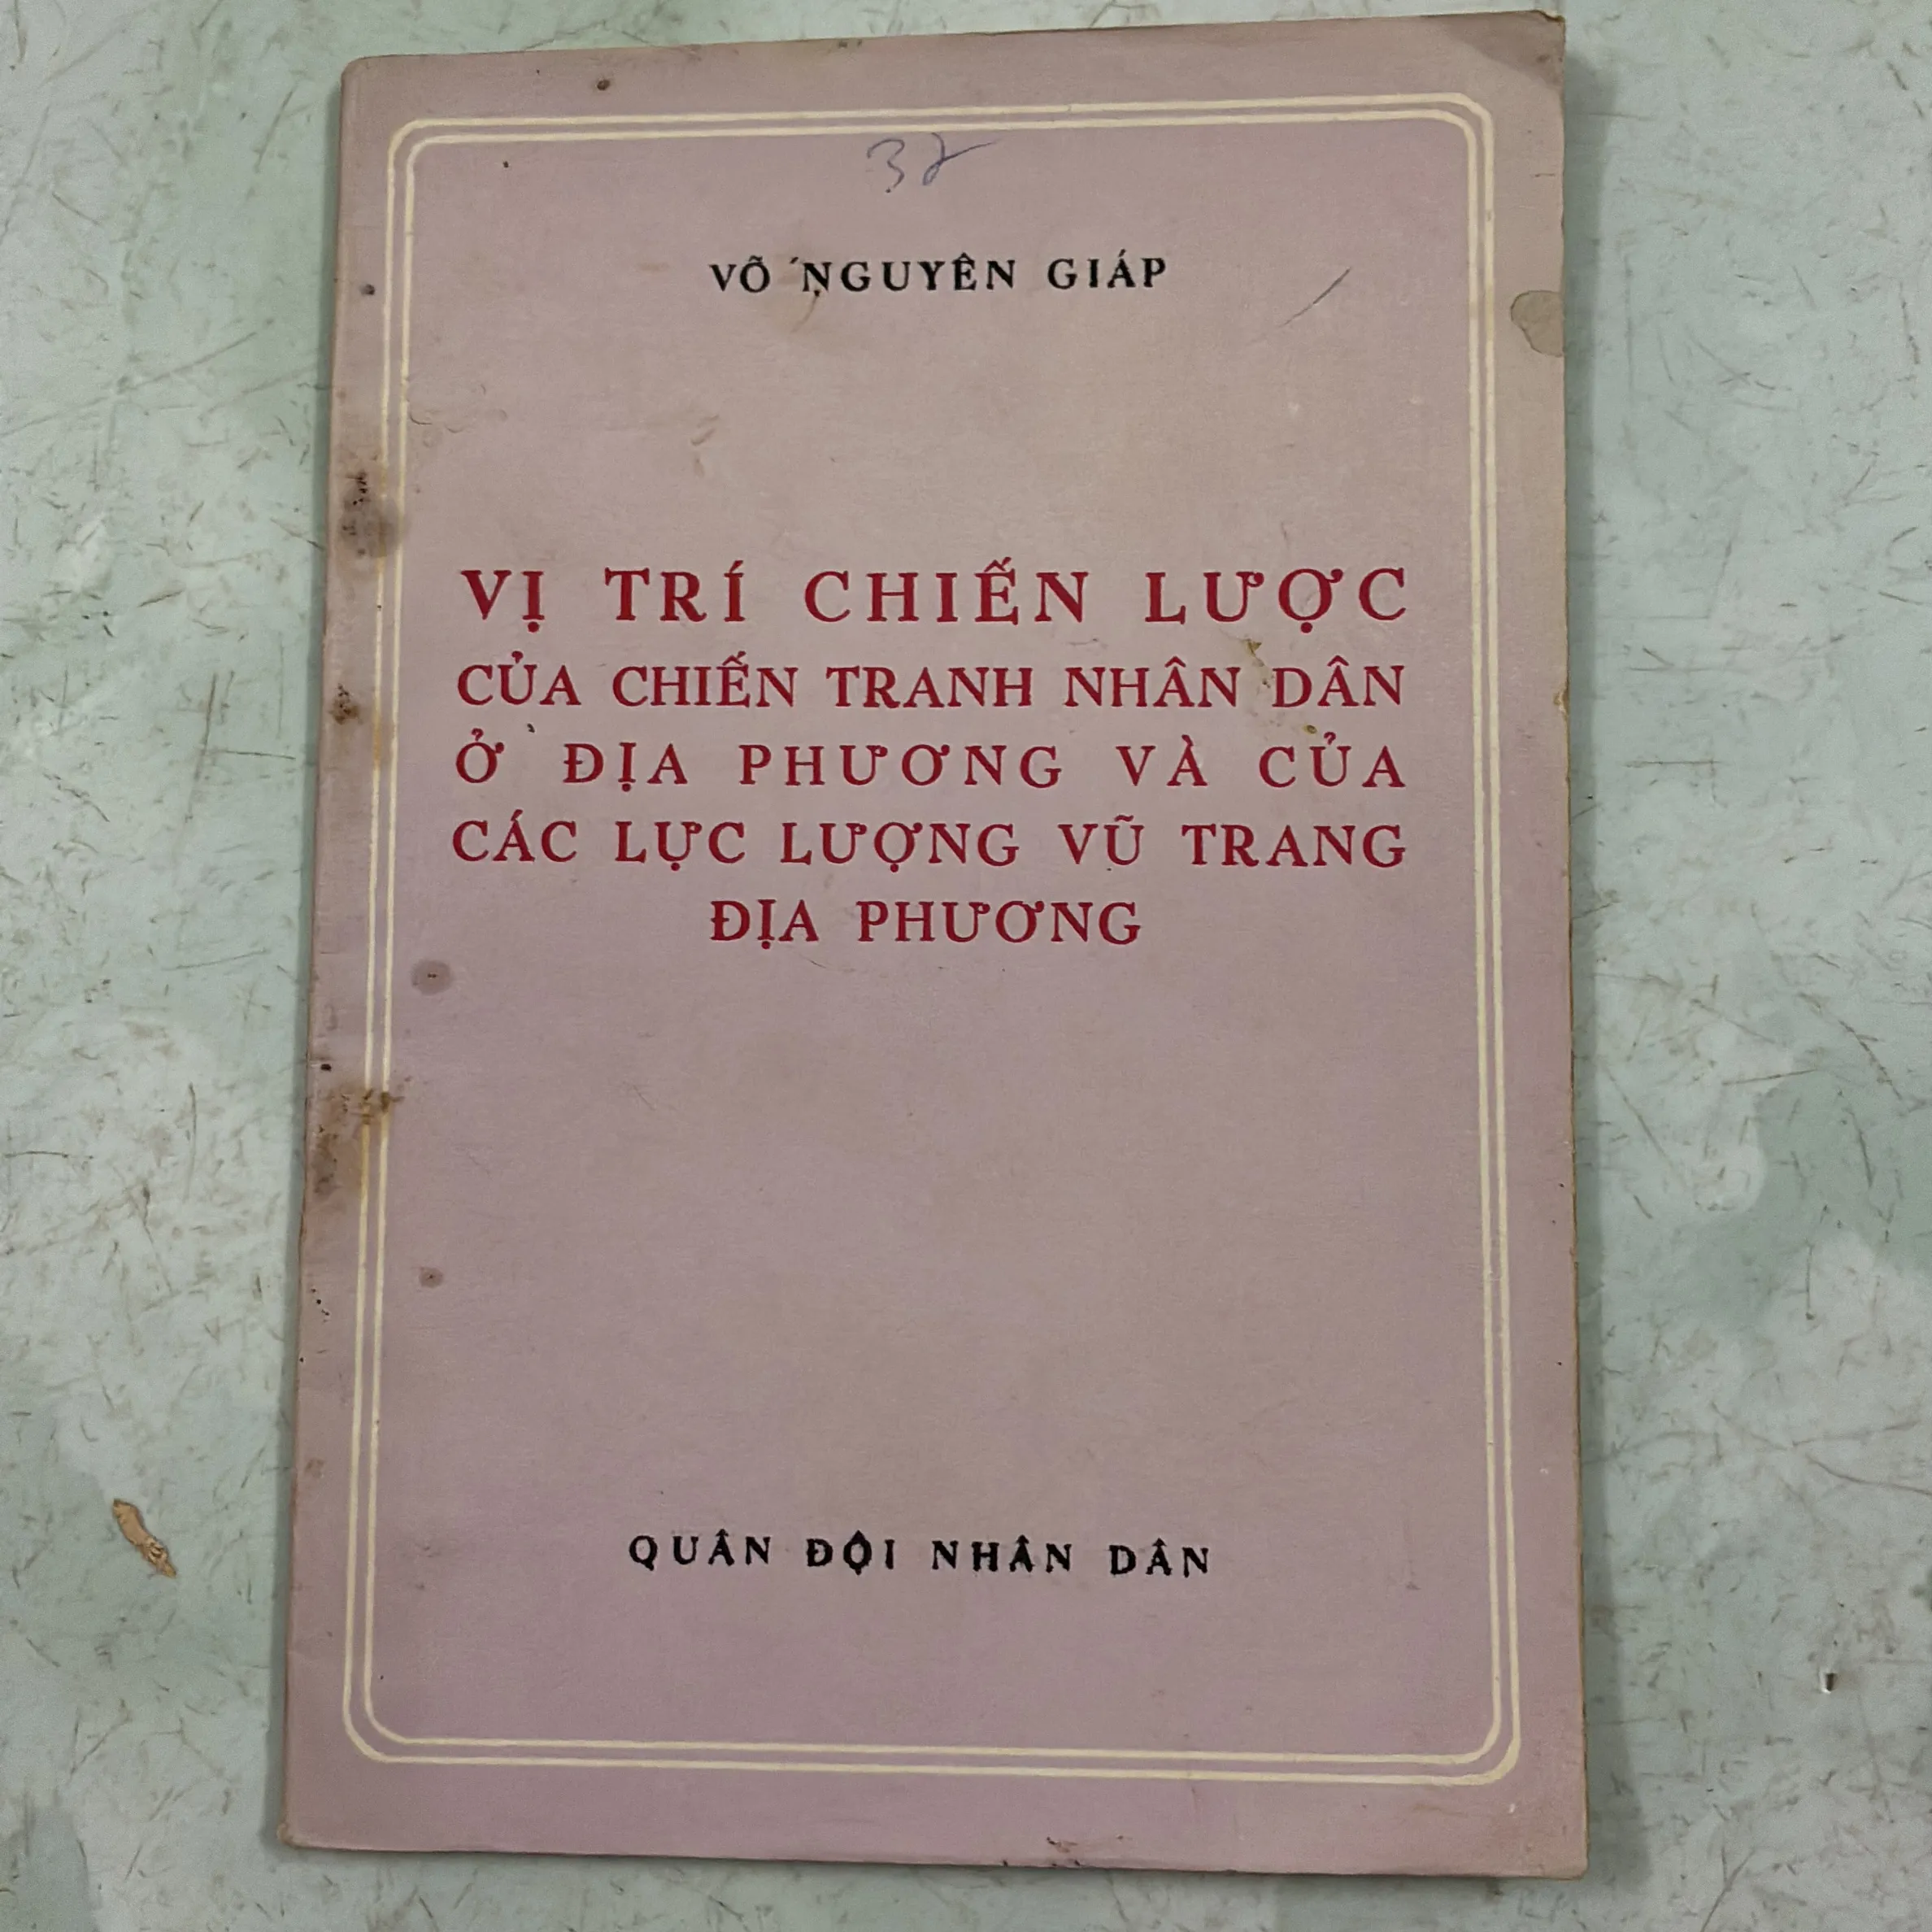 32
VÕ NGUYÊN GIÁP
VỊ TRÍ CHIẾN LƯỢC
CỦA CHIẾN TRANH NHÂN DÂN
Ở ĐỊA PHƯƠNG VÀ CỦA
CÁC LỰC LƯỢNG VŨ TRANG
ĐỊA PHƯƠNG
QUÂN ĐỘI NHÂN DÂN